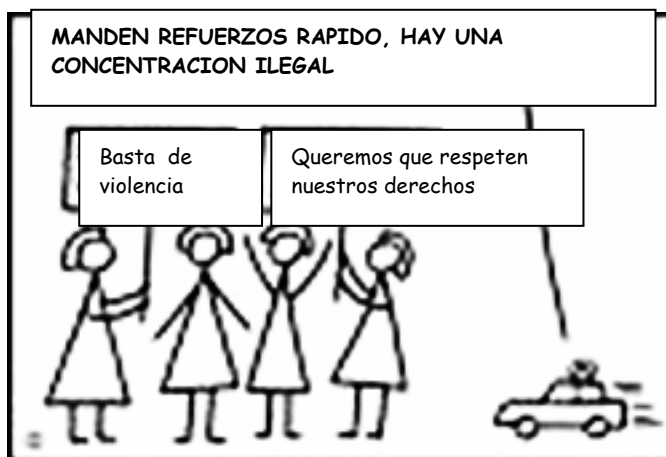 MANDEN REFUERZOS RAPIDO, HAY UNA
CONCENTRACION ILEGAL
Basta de
violencia
Queremos que respeten
nuestros derechos